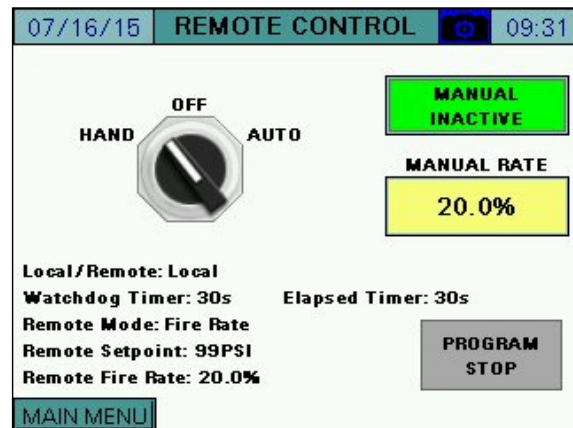 07/16/15 REMOTE CONTROL 09:31
OFF
HAND AUTO
MANUAL
INACTIVE
MANUAL RATE
20.0%
Local/Remote: Local
Watchdog Timer: 30s Elapsed Timer: 30s
Remote Mode: Fire Rate
Remote Setpoint: 99PSI
Remote Fire Rate: 20.0%
PROGRAM
STOP
MAIN MENU